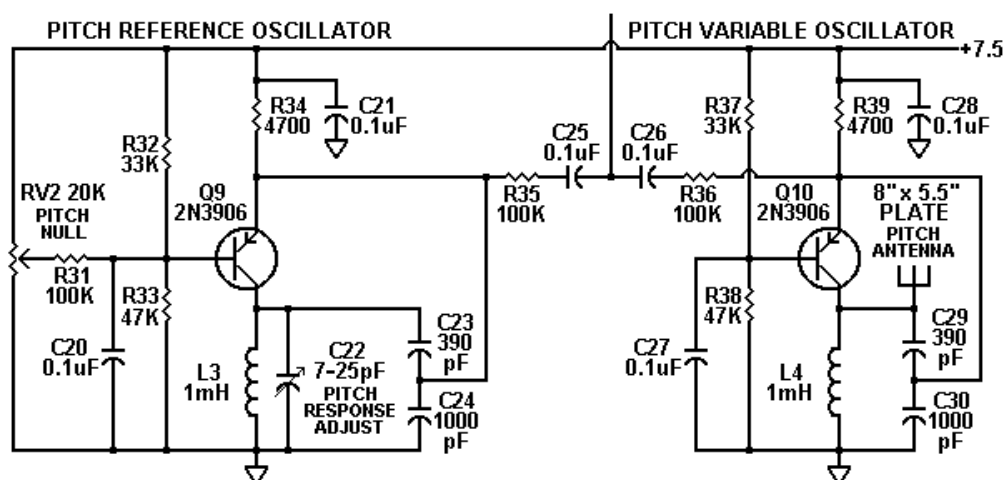 PITCH REFERENCE OSCILLATOR
PITCH VARIABLE OSCILLATOR
+7.5
R32
33K
R34
4700
C21
0.1uF
R37
33K
R39
4700
C28
0.1uF
C25
0.1uF
C26
0.1uF
R35
100K
R36
100K
RV2 20K
PITCH
NULL
Q9
2N3906
Q10
2N3906
8" x 5.5"
PLATE
PITCH
ANTENNA
R31
100K
R33
47K
C20
0.1uF
L3
1mH
C22
7-25pF
PITCH
RESPONSE
ADJUST
C23
390
pF
C24
1000
pF
R38
47K
C27
0.1uF
L4
1mH
C29
390
pF
C30
1000
pF